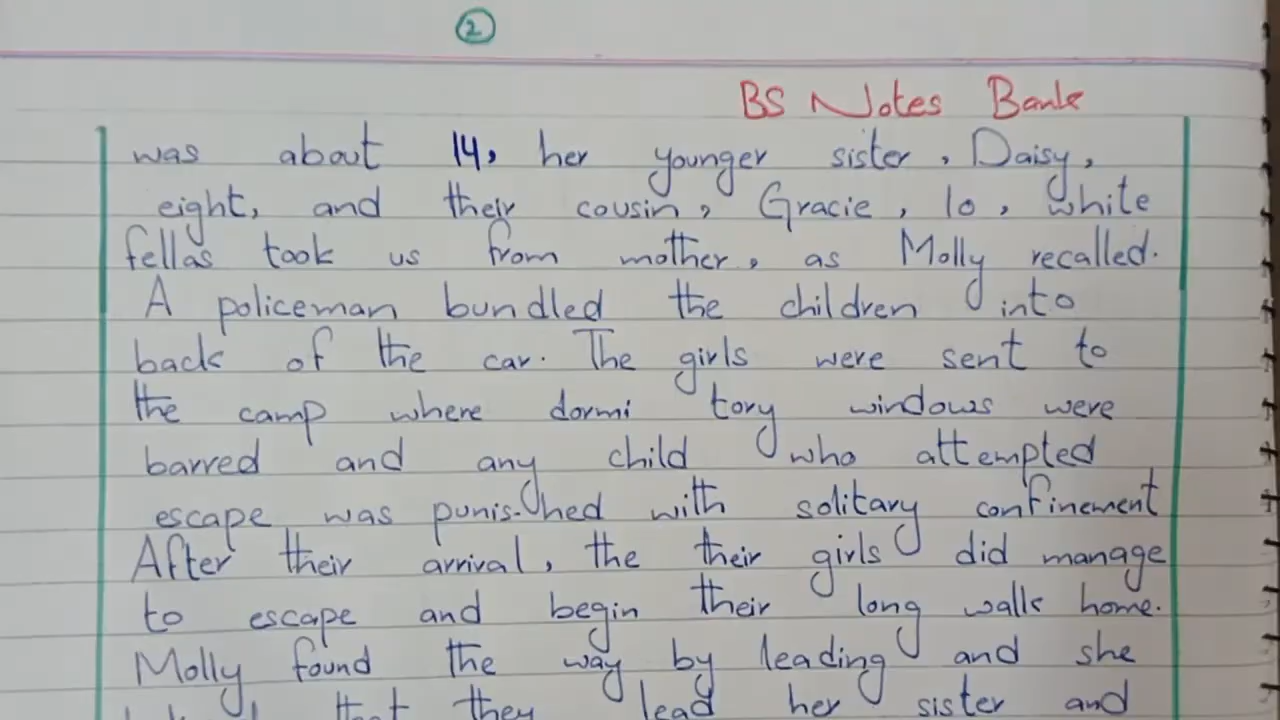 2
BS Notes Bank
was about 14, her younger sister, Daisy,
eight, and their cousin, Gracie, 10, white
fellas took us from mother, as Molly recalled.
A policeman bundled the children into
back of the car. The girls were sent to
the camp where dormi tory windows were
barred and any child who attempted
escape was punished with solitary confinement
After their arrival, the their girls did manage
to escape and begin their long walk home.
Molly found the way by leading and she
that they lead her sister and